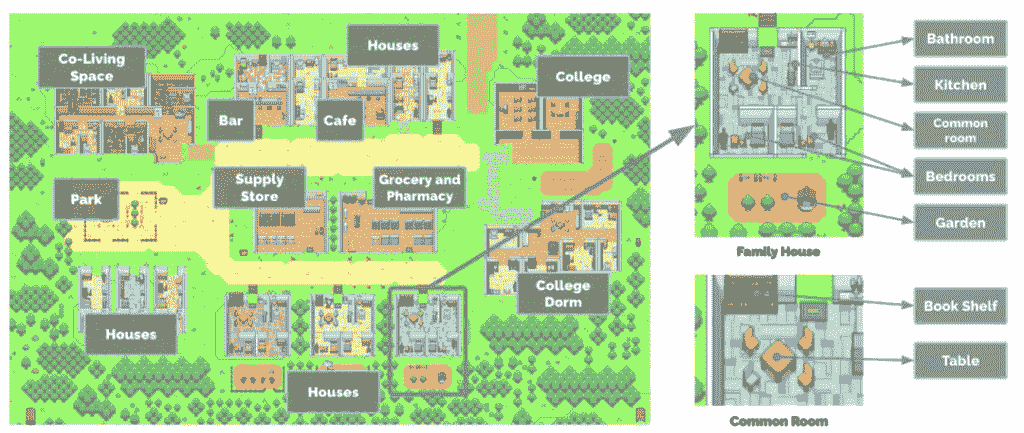 Co-Living
Space
Houses
College
Bar
Cafe
Park
Supply
Store
Grocery and
Pharmacy
Houses
College
Dorm
Houses
Bathroom
Kitchen
Common
room
Bedrooms
Garden
Family House
Book Shelf
Table
Common Room